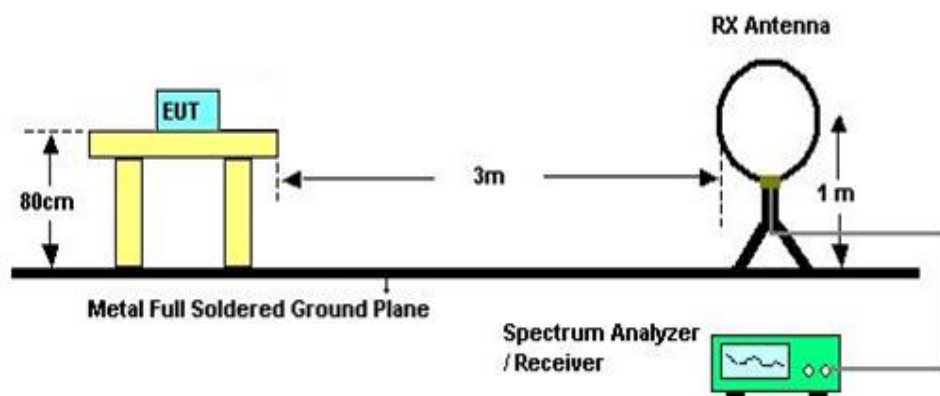 RX Antenna
EUT
80cm
3m
1 m
Metal Full Soldered Ground Plane
Spectrum Analyzer
/ Receiver